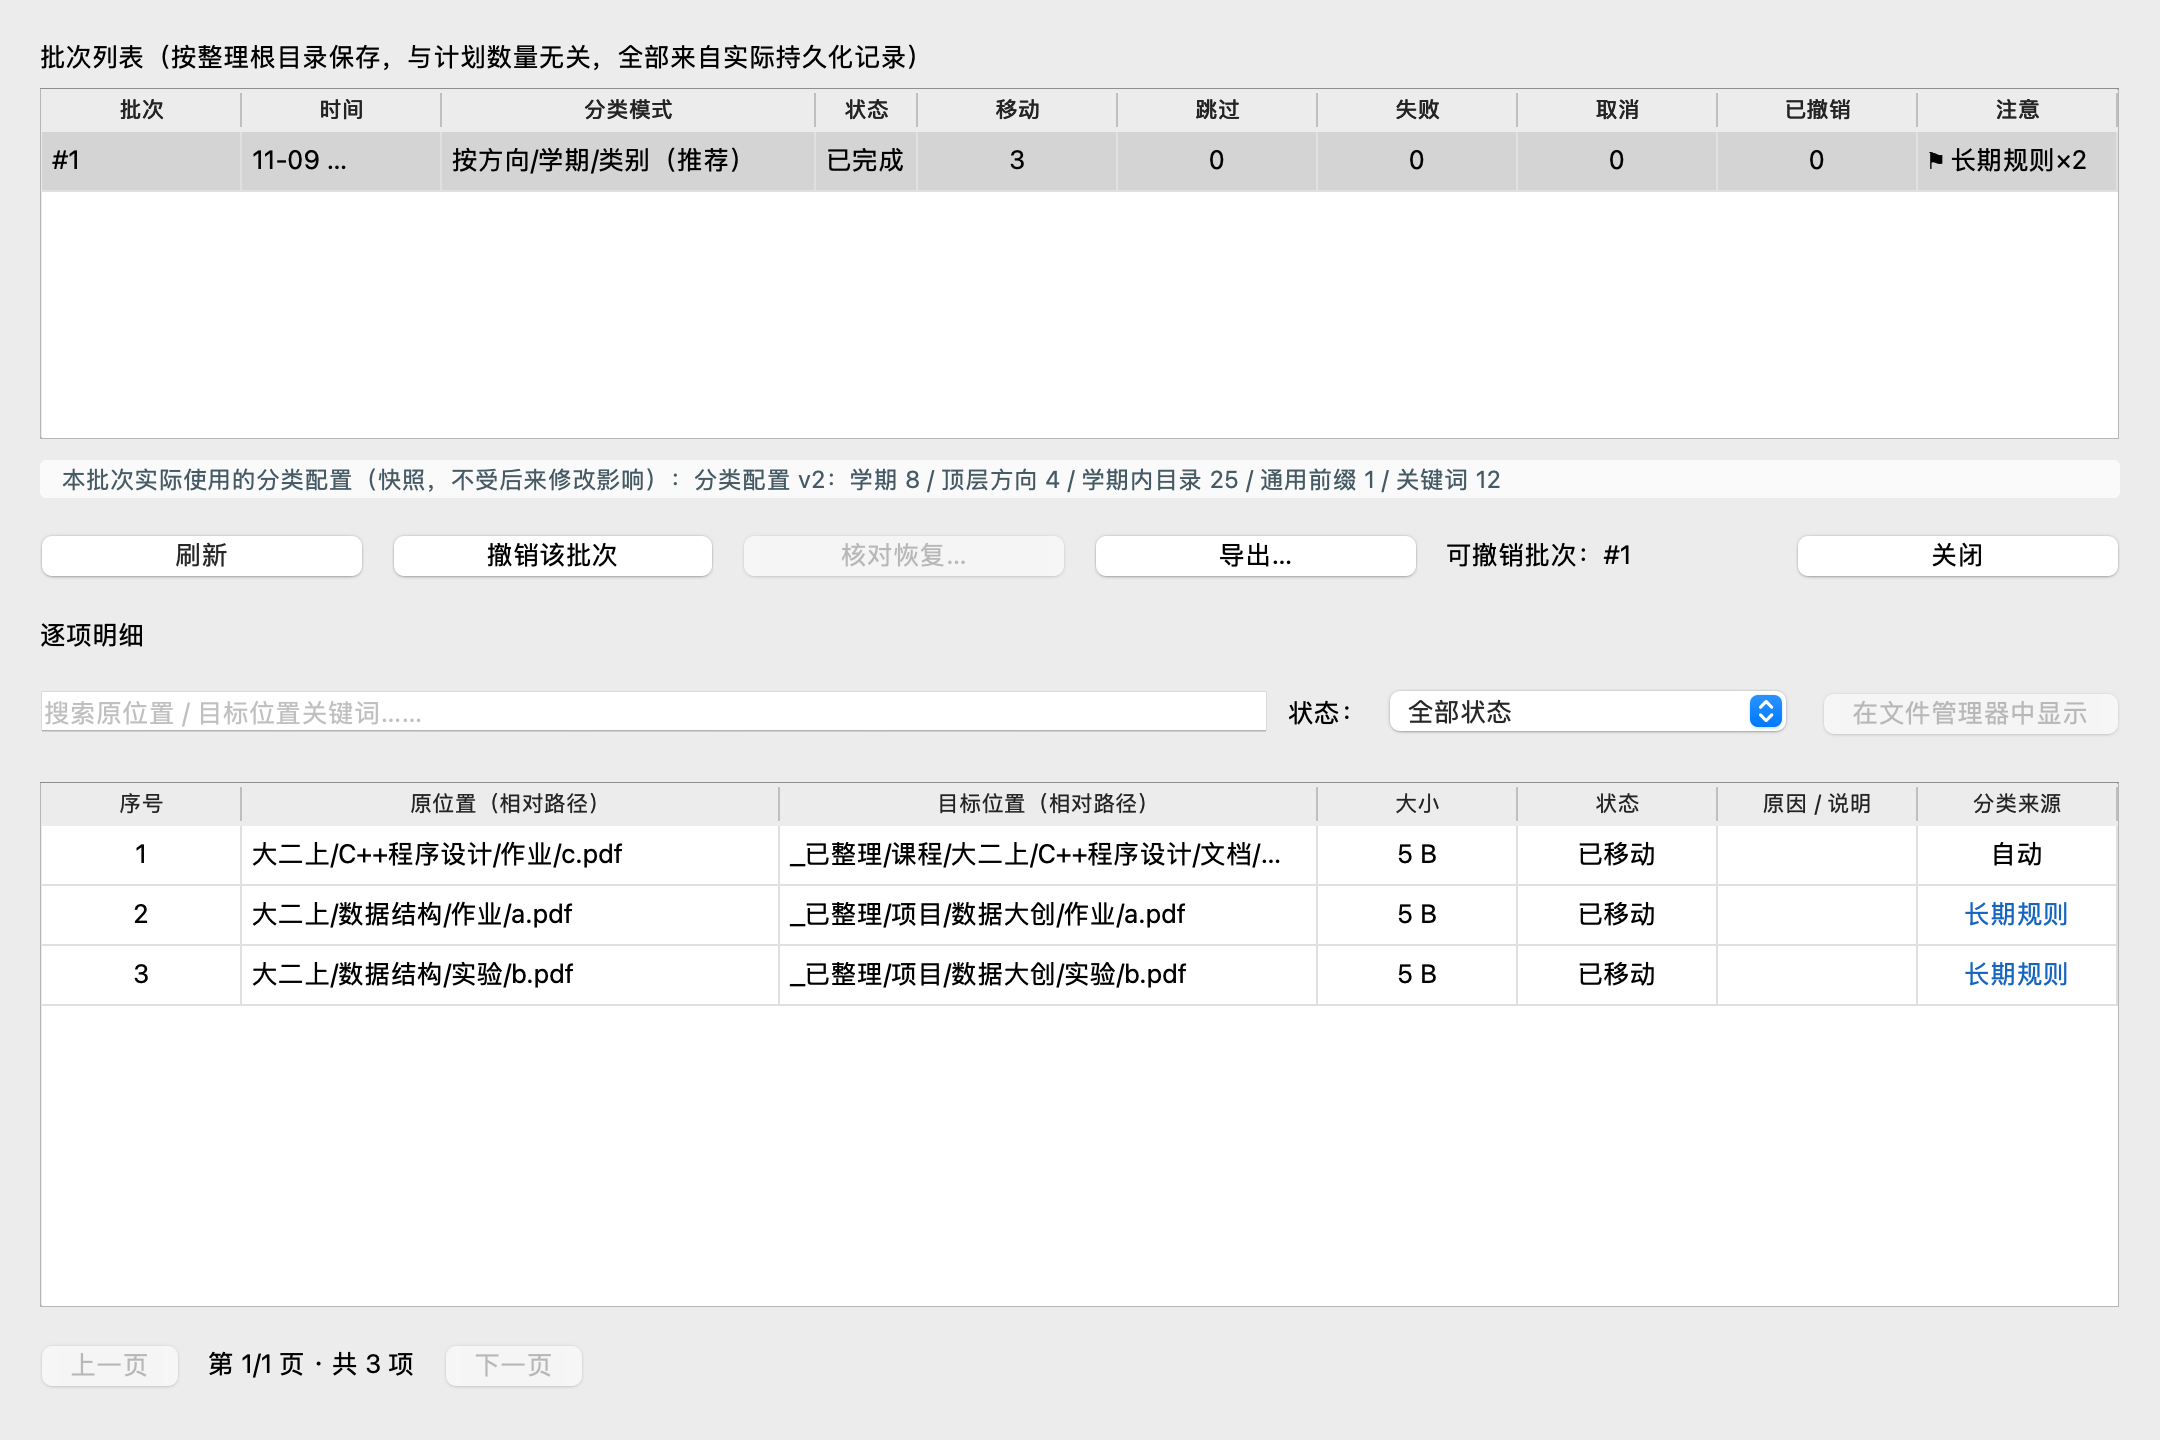 批次列表（按整理根目录保存，与计划数量无关，全部来自实际持久化记录）
批次 时间 分类模式 状态 移动 跳过 失败 取消 已撤销 注意
#1 11-09 ... 按方向/学期/类别（推荐） 已完成 3 0 0 0 0 ⚑ 长期规则×2
本批次实际使用的分类配置（快照，不受后来修改影响）：分类配置 v2：学期 8 / 顶层方向 4 / 学期内目录 25 / 通用前缀 1 / 关键词 12
刷新 撤销该批次 核对恢复... 导出... 可撤销批次：#1 关闭
逐项明细
搜索原位置 / 目标位置关键词…… 状态： 全部状态 在文件管理器中显示
序号 原位置（相对路径） 目标位置（相对路径） 大小 状态 原因 / 说明 分类来源
1 大二上/C++程序设计/作业/c.pdf _已整理/课程/大二上/C++程序设计/文档/... 5 B 已移动 自动
2 大二上/数据结构/作业/a.pdf _已整理/项目/数据大创/作业/a.pdf 5 B 已移动 长期规则
3 大二上/数据结构/实验/b.pdf _已整理/项目/数据大创/实验/b.pdf 5 B 已移动 长期规则
上一页 第 1/1 页 · 共 3 项 下一页